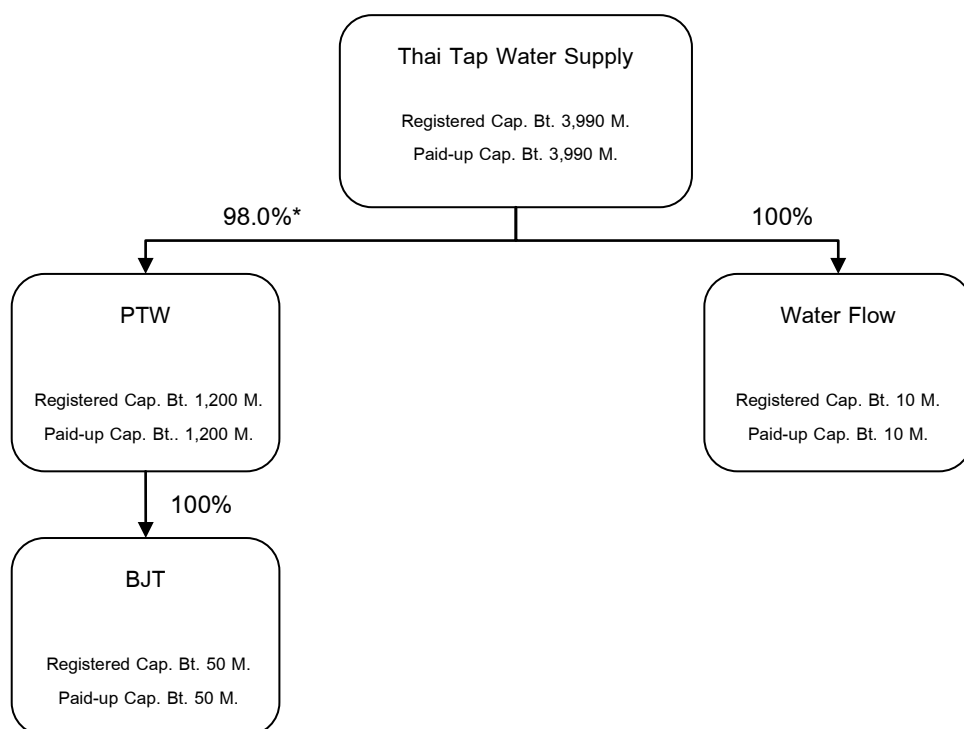 Thai Tap Water Supply
Registered Cap. Bt. 3,990 M.
Paid-up Cap. Bt. 3,990 M.
98.0%*
100%
PTW
Registered Cap. Bt. 1,200 M.
Paid-up Cap. Bt.. 1,200 M.
Water Flow
Registered Cap. Bt. 10 M.
Paid-up Cap. Bt. 10 M.
100%
BJT
Registered Cap. Bt. 50 M.
Paid-up Cap. Bt. 50 M.